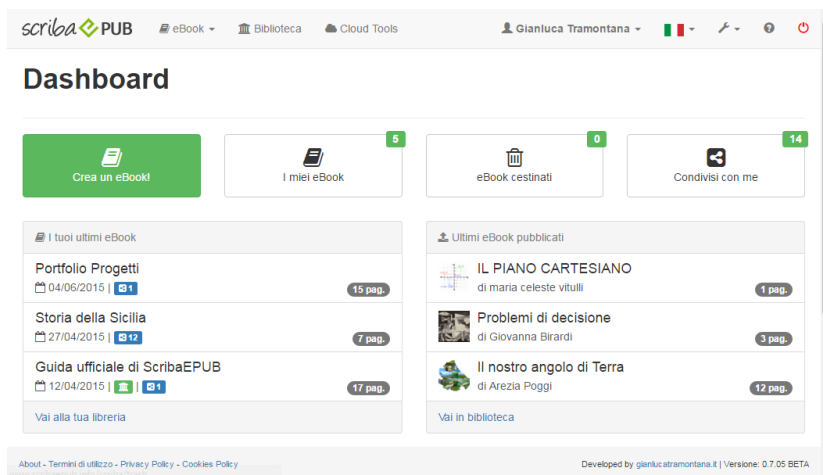 scriba PUB eBook Biblioteca Cloud Tools Gianluca Tramontana
Dashboard
Crea un eBook!
5
I miei eBook
0
eBook cestinati
14
Condivisi con me
I tuoi ultimi eBook
Portfolio Progetti
04/06/2015 | 1 15 pag.
Storia della Sicilia
27/04/2015 | 12 7 pag.
Guida ufficiale di ScribaEPUB
12/04/2015 | | 1 17 pag.
Vai alla tua libreria
Ultimi eBook pubblicati
IL PIANO CARTESIANO
di maria celeste vitulli 1 pag.
Problemi di decisione
di Giovanna Birardi 3 pag.
Il nostro angolo di Terra
di Arezia Poggi 12 pag.
Vai in biblioteca
About - Termini di utilizzo - Privacy Policy - Cookies Policy
Developed by gianlucatramontana.it | Versione: 0.7.05 BETA